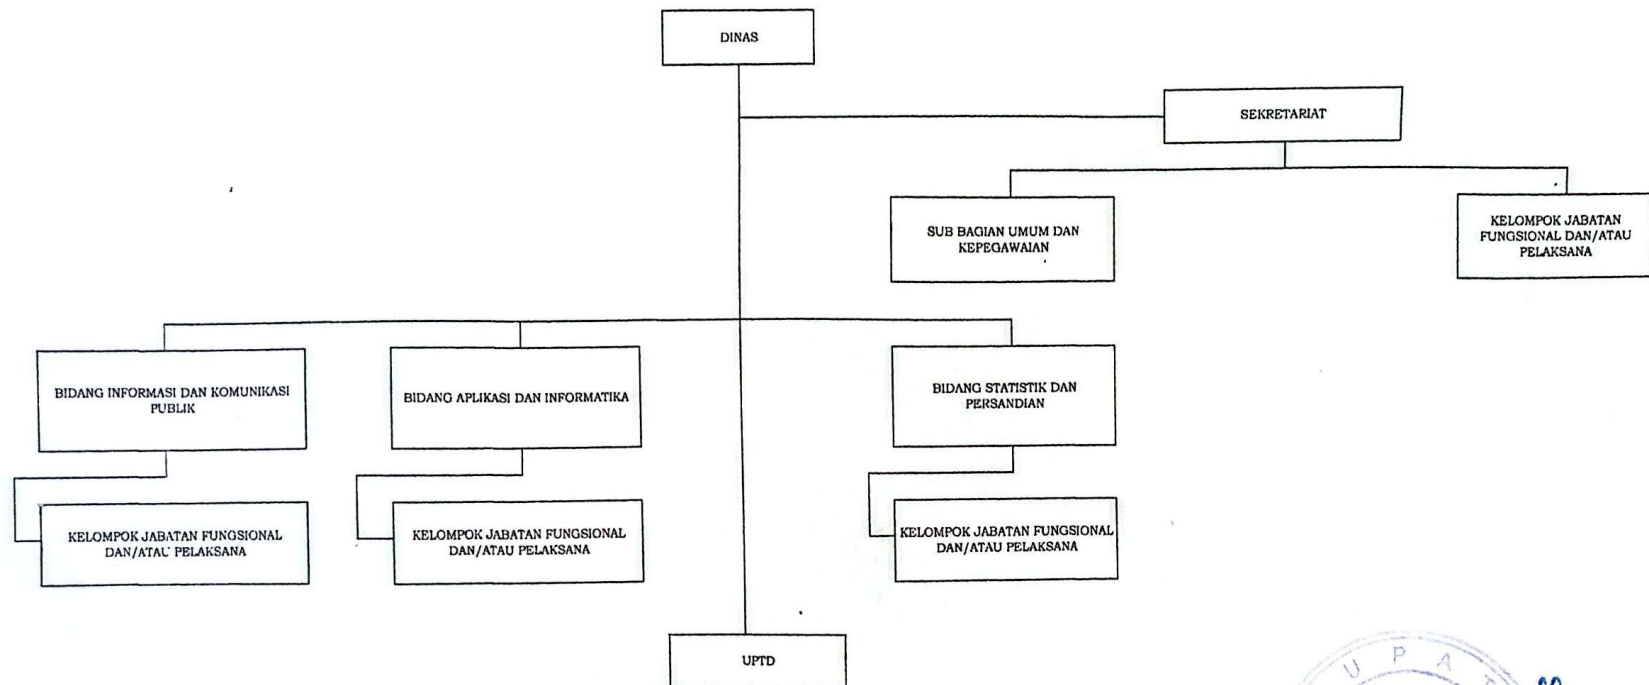 DINAS
SEKRETARIAT
SUB BAGIAN UMUM DAN
KEPEGAWAIAN
KELOMPOK JABATAN
FUNGSIONAL DAN/ATAU
PELAKSANA
BIDANG INFORMASI DAN KOMUNIKASI
PUBLIK
BIDANG APLIKASI DAN INFORMATIKA
BIDANG STATISTIK DAN
PERSANDIAN
KELOMPOK JABATAN FUNGSIONAL
DAN/ATAU PELAKSANA
KELOMPOK JABATAN FUNGSIONAL
DAN/ATAU PELAKSANA
KELOMPOK JABATAN FUNGSIONAL
DAN/ATAU PELAKSANA
UPTD